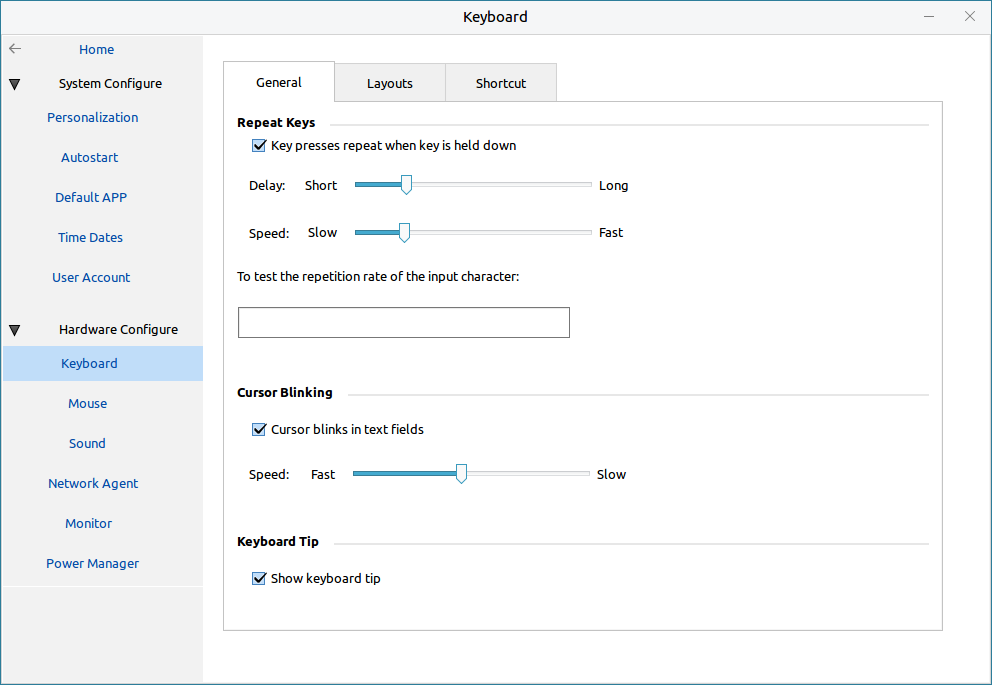 Keyboard
Home
System Configure
Personalization
Autostart
Default APP
Time Dates
User Account
Hardware Configure
Keyboard
Mouse
Sound
Network Agent
Monitor
Power Manager
General Layouts Shortcut
Repeat Keys
Key presses repeat when key is held down
Delay: Short Long
Speed: Slow Fast
To test the repetition rate of the input character:
Cursor Blinking
Cursor blinks in text fields
Speed: Fast Slow
Keyboard Tip
Show keyboard tip